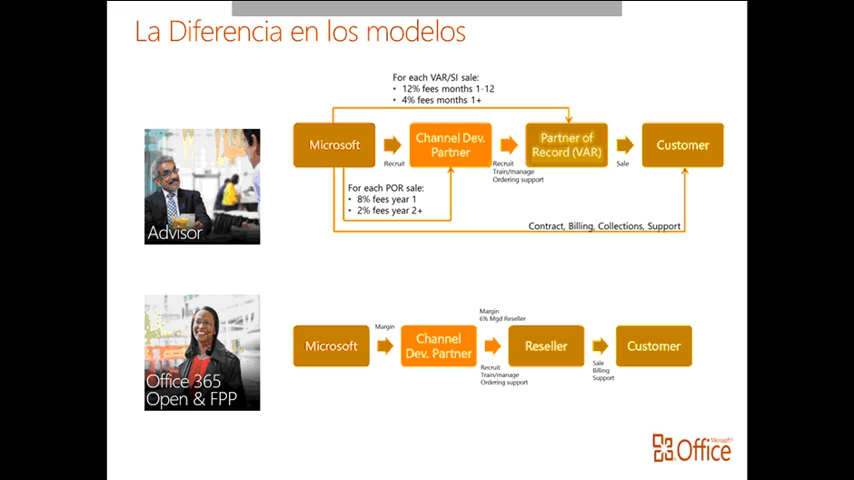 La Diferencia en los modelos
For each VAR/SI sale:
• 12% fees months 1-12
• 4% fees months 1+
Microsoft
Channel Dev.
Partner
Partner of
Record (VAR)
Customer
Recruit
Recruit
Train/manage
Ordering support
Sale
For each POR sale:
• 8% fees year 1
• 2% fees year 2+
Contract, Billing, Collections, Support
Advisor
Margin
6% Mgd Reseller
Margin
Microsoft
Channel
Dev. Partner
Reseller
Customer
Recruit
Train/manage
Ordering support
Sale
Billing
Support
Office 365
Open & FPP
Microsoft®
Office